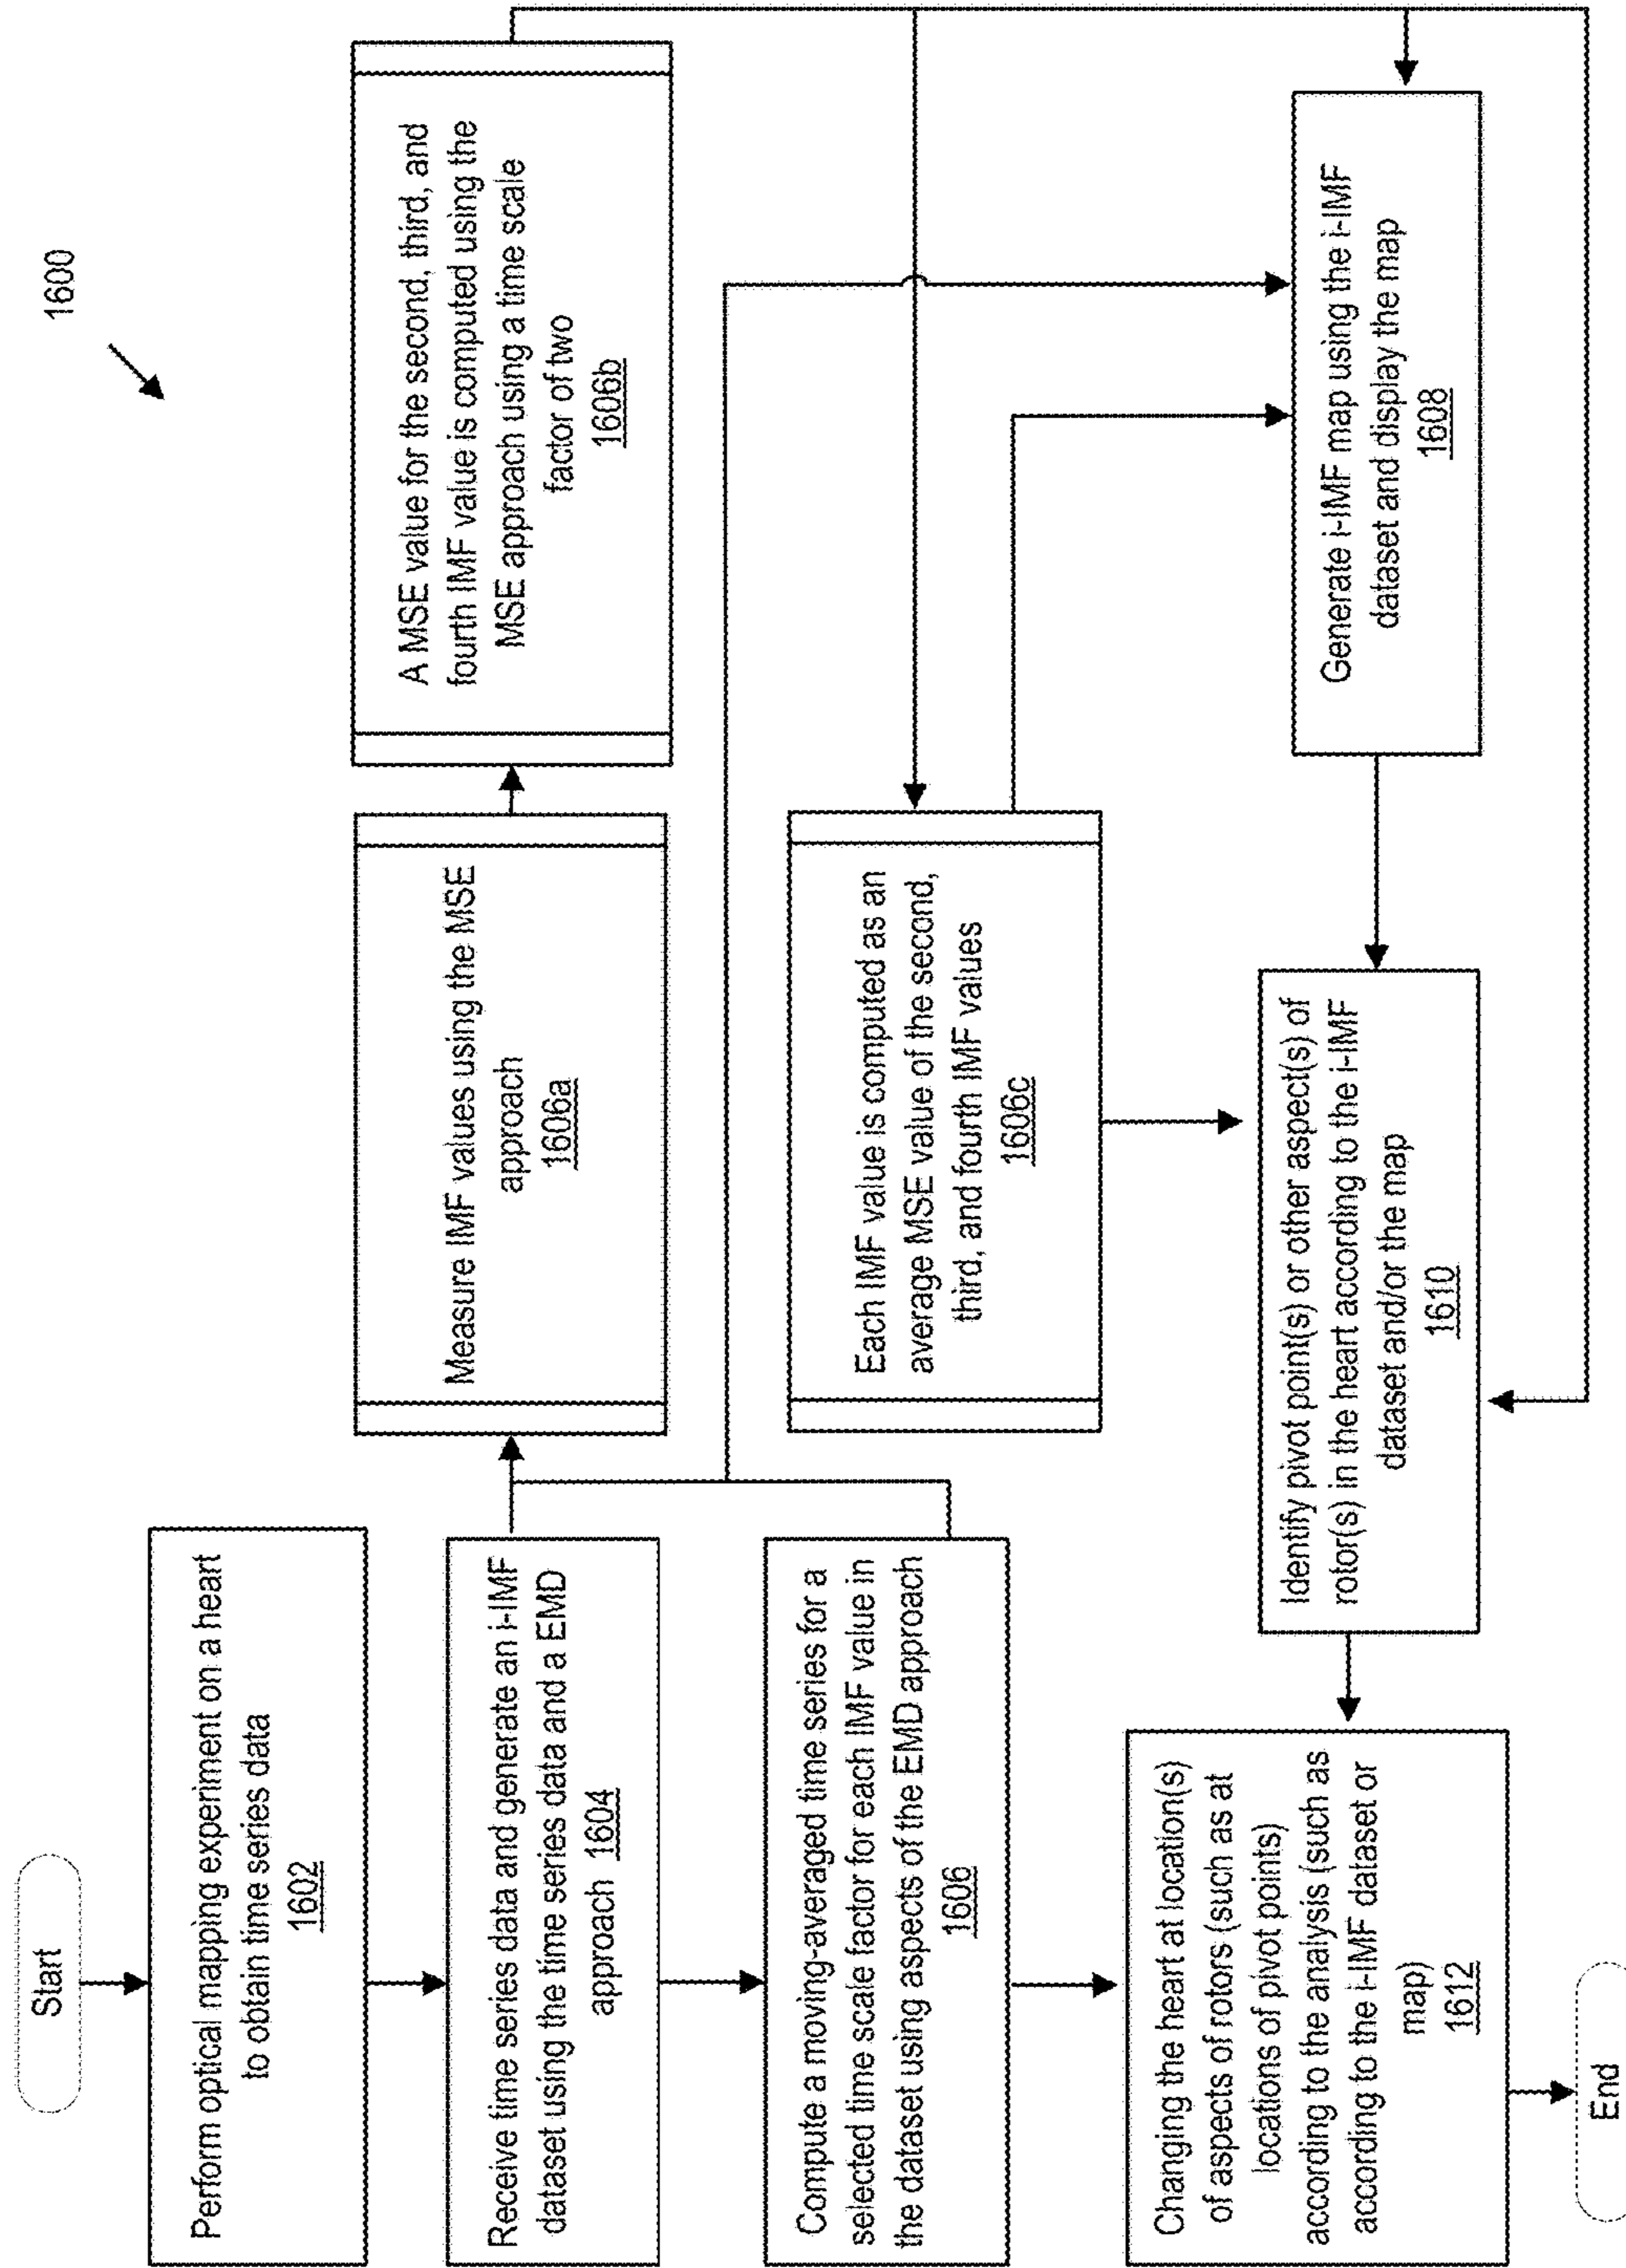 1600
Start
Perform optical mapping experiment on a heart
to obtain time series data
1602
Receive time series data and generate an i-IMF
dataset using the time series data and a EMD
approach 1604
Compute a moving-averaged time series for a
selected time scale factor for each IMF value in
the dataset using aspects of the EMD approach
1606
Changing the heart at location(s)
of aspects of rotors (such as at
locations of pivot points)
according to the analysis (such as
according to the i-IMF dataset or
map)
1612
End
Measure IMF values using the MSE
approach
1606a
A MSE value for the second, third, and
fourth IMF value is computed using the
MSE approach using a time scale
factor of two
1606b
Each IMF value is computed as an
average MSE value of the second,
third, and fourth IMF values
1606c
Generate i-IMF map using the i-IMF
dataset and display the map
1608
Identify pivot point(s) or other aspect(s) of
rotor(s) in the heart according to the i-IMF
dataset and/or the map
1610